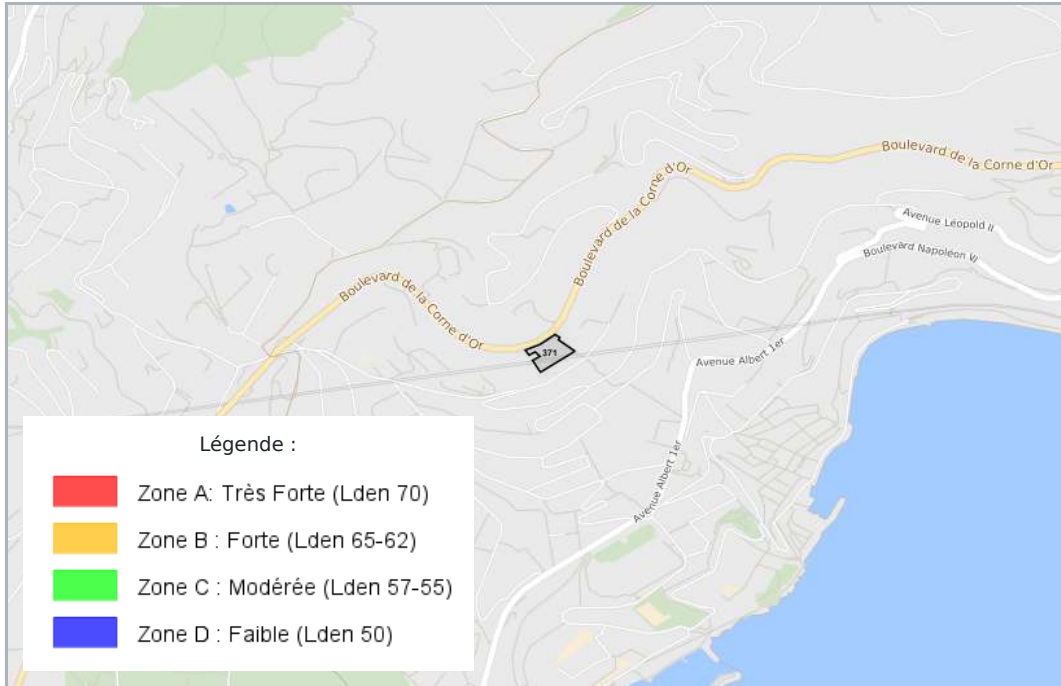 Boulevard de la Corne d'Or
Boulevard de la Corne d'Or
Boulevard de la Corne d'Or
Avenue Léopold II
Boulevard Napoléon III
371
Avenue Albert 1er
Avenue Albert 1er
Légende :
Zone A: Très Forte (Lden 70)
Zone B : Forte (Lden 65-62)
Zone C : Modérée (Lden 57-55)
Zone D : Faible (Lden 50)